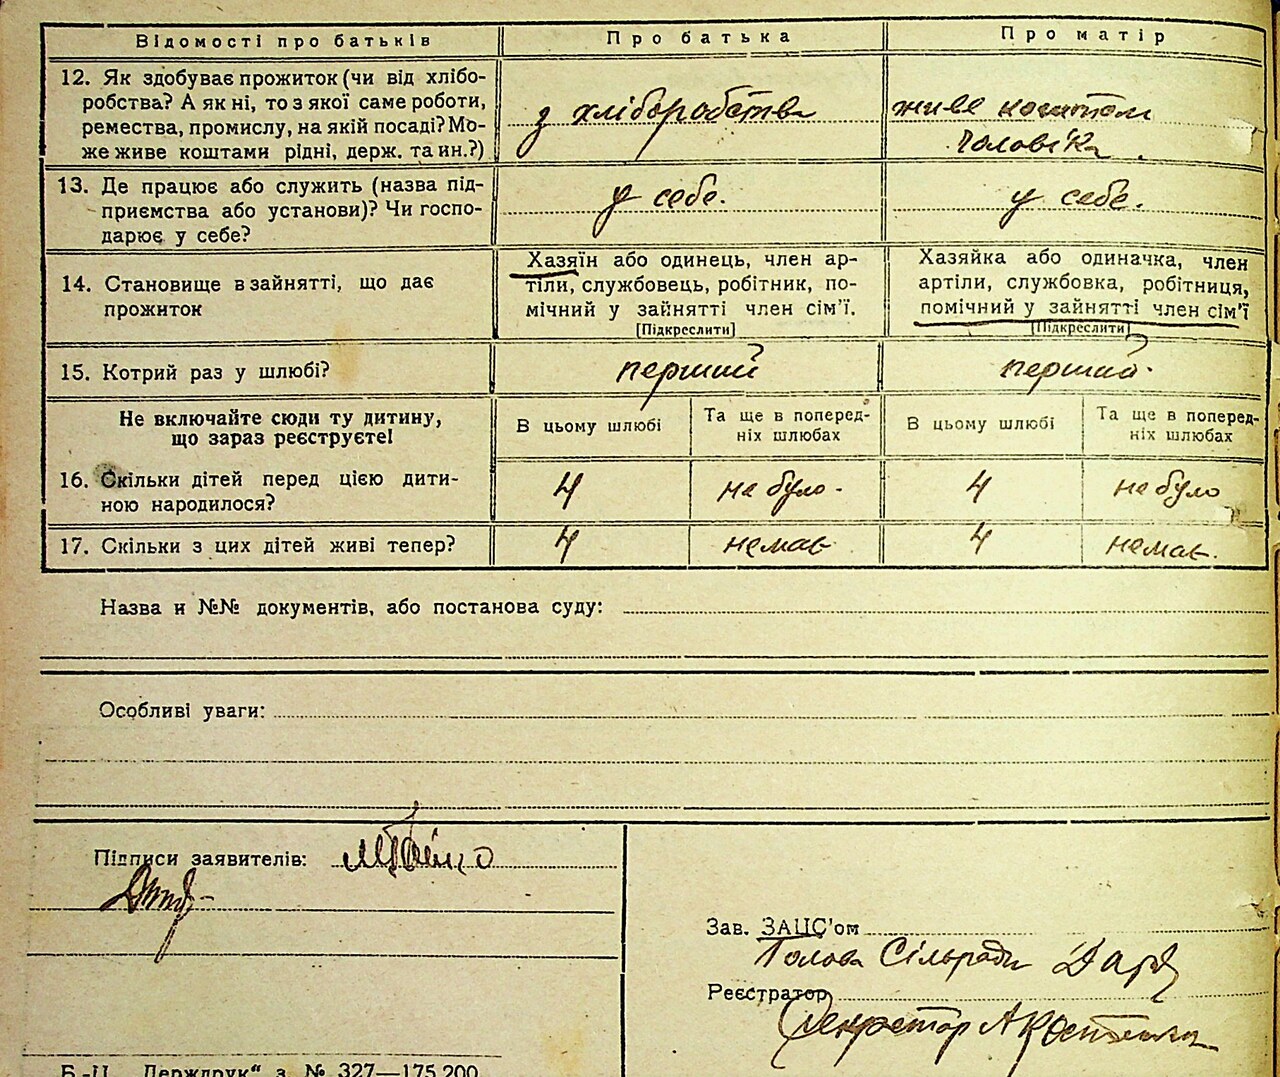 Відомості про батьків
Про батька
Про матір
12. Як здобуває прожиток (чи від хлібо-
робства? А як ні, то з якої саме роботи,
ремества, промислу, на якій посаді? Мо-
же живе коштами рідні, держ. та ин.?)
з хліборобства
живе коштом
чоловіка.
13. Де працює або служить (назва під-
приємства або установи)? Чи госпо-
дарює у себе?
у себе.
у себе.
14. Становище в зайнятті, що дає
прожиток
Хазяїн або одинець, член ар-
тіли, службовець, робітник, по-
мічний у зайнятті член сім'ї.
[Підкреслити]
Хазяйка або одиначка, член
артіли, службовка, робітниця,
помічний у зайнятті член сім'ї
[Підкреслити]
15. Котрий раз у шлюбі?
перший
перший.
Не включайте сюди ту дитину,
що зараз реєструєте!
В цьому шлюбі
Та ще в поперед-
ніх шлюбах
В цьому шлюбі
Та ще в поперед-
ніх шлюбах
16. Скільки дітей перед цією дити-
ною народилося?
4
не було.
4
не було
17. Скільки з цих дітей живі тепер?
4
немає
4
немає.
Назва и №№ документів, або постанова суду:
Особливі уваги:
Підписи заявителів:
Зав. ЗАЦС'ом
Голова Сільради
Реєстратор
Секретар
Б.-Ц. „Держдрук“ з. № 327—175.200